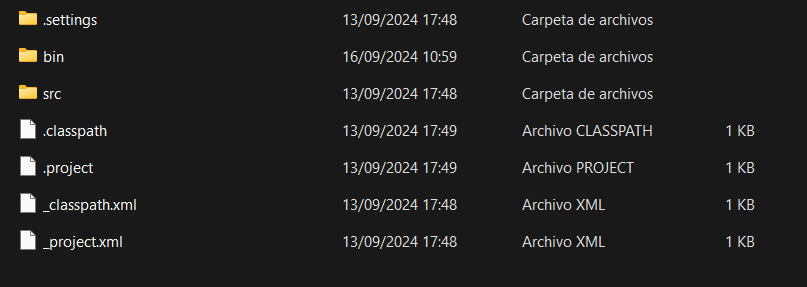 .settings 13/09/2024 17:48 Carpeta de archivos
bin 16/09/2024 10:59 Carpeta de archivos
src 13/09/2024 17:48 Carpeta de archivos
.classpath 13/09/2024 17:49 Archivo CLASSPATH 1 KB
.project 13/09/2024 17:49 Archivo PROJECT 1 KB
_classpath.xml 13/09/2024 17:48 Archivo XML 1 KB
_project.xml 13/09/2024 17:48 Archivo XML 1 KB